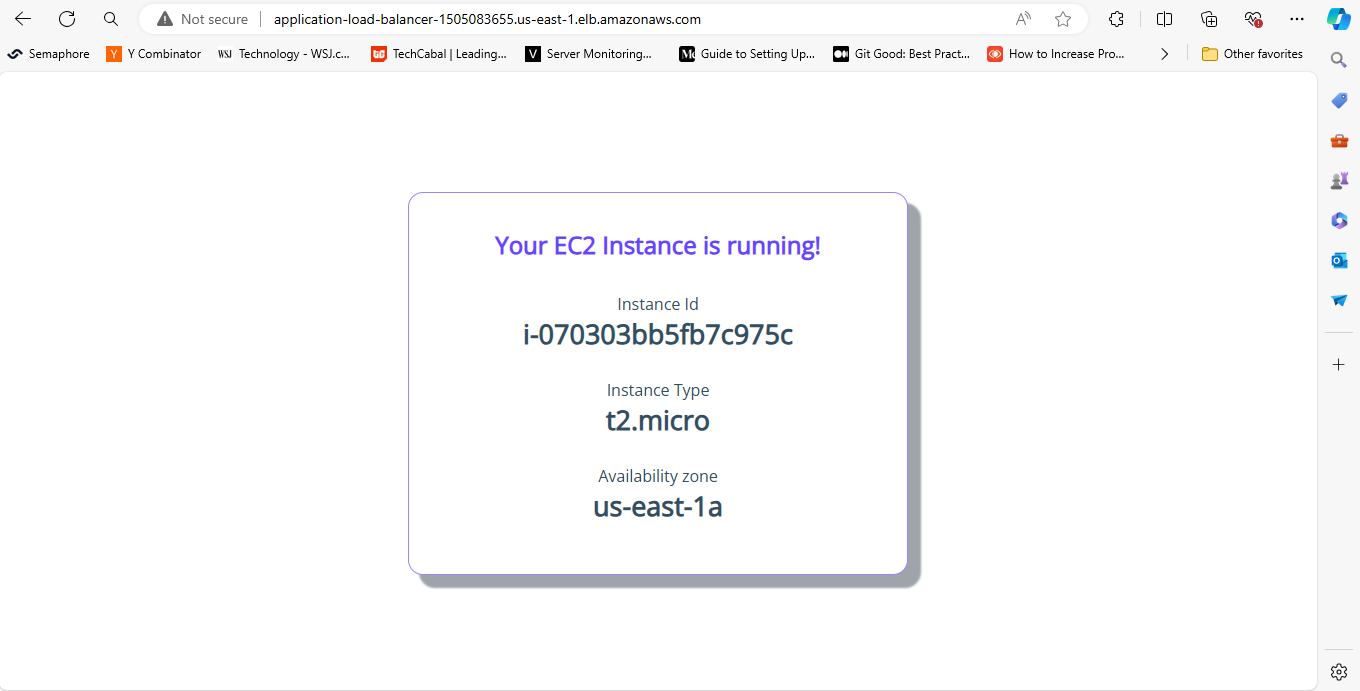 Not secure
application-load-balancer-1505083655.us-east-1.elb.amazonaws.com
Semaphore
Y Combinator
WSJ Technology - WSJ.c...
TechCabal | Leading...
V Server Monitoring...
Guide to Setting Up...
Git Good: Best Pract...
How to Increase Pro...
Other favorites
Your EC2 Instance is running!
Instance Id
i-070303bb5fb7c975c
Instance Type
t2.micro
Availability zone
us-east-1a